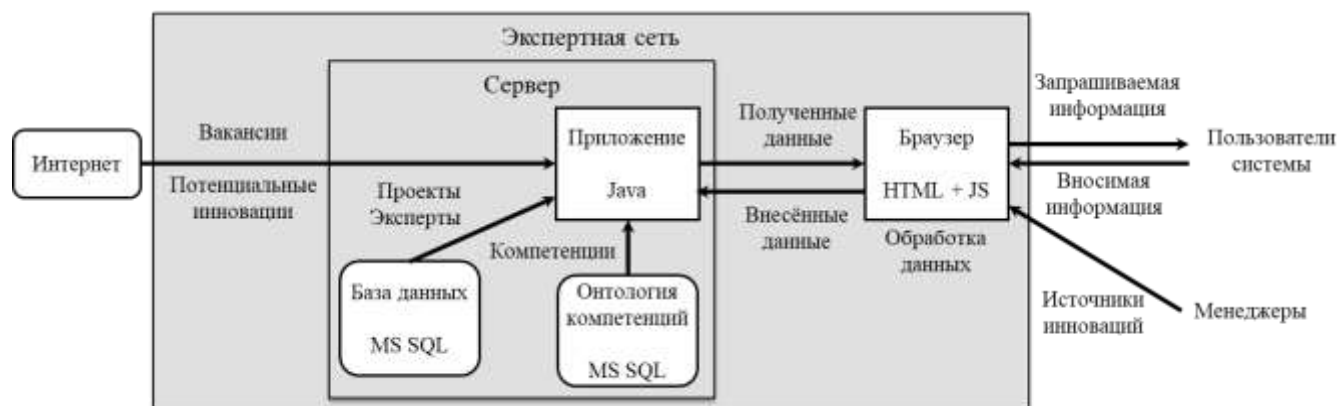 Экспертная сеть
Сервер
Интернет
Вакансии
Потенциальные
инновации
Проекты
Эксперты
Приложение
Java
Компетенции
База данных
MS SQL
Онтология
компетенций
MS SQL
Полученные
данные
Внесённые
данные
Браузер
HTML + JS
Обработка
данных
Запрашиваемая
информация
Пользователи
системы
Вносимая
информация
Источники
инноваций
Менеджеры